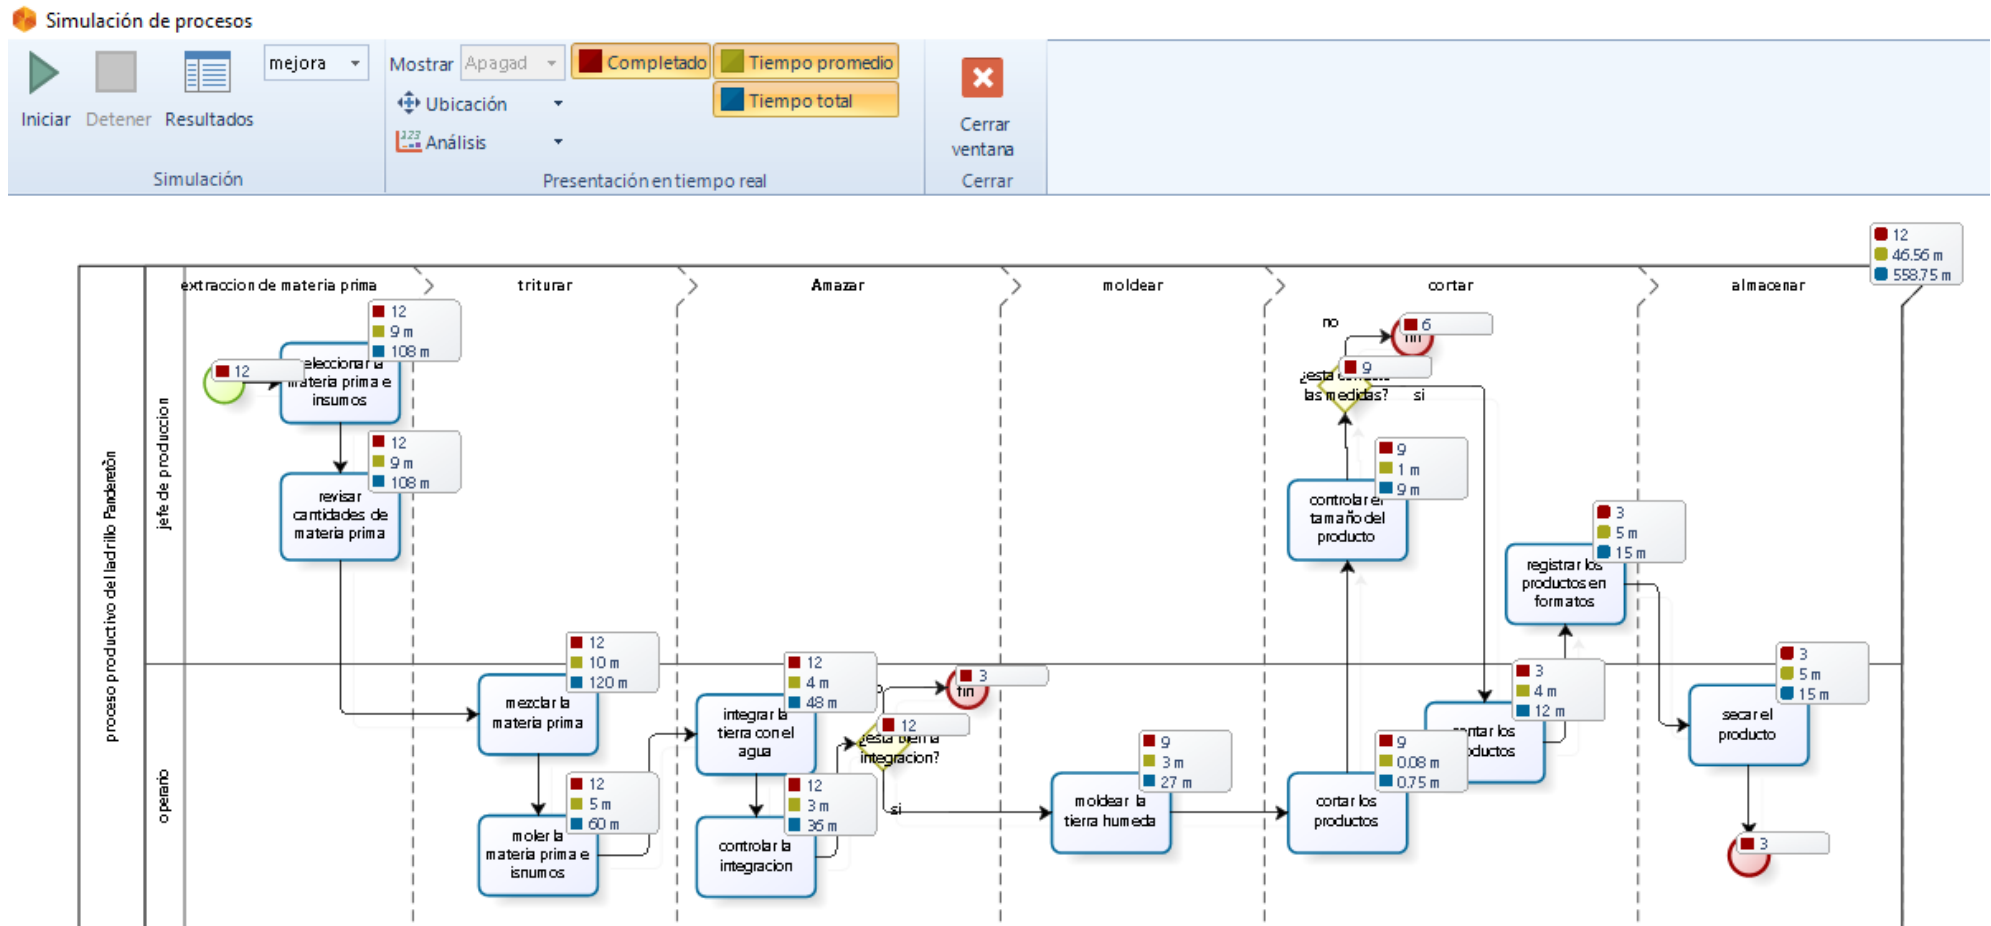 Simulación de procesos
Iniciar
Detener
Resultados
mejora
Simulación
Mostrar
Apagad
Completado
Tiempo promedio
Ubicación
Tiempo total
Análisis
Presentación en tiempo real
Cerrar
ventana
Cerrar
12
46.56 m
558.75 m
proceso productivo del ladrillo Panderetòn
jefe de produccion
operario
extraccion de materia prima
triturar
Amazar
moldear
cortar
almacenar
12
12
9 m
108 m
materia prima e
insumos
12
9 m
108 m
revisar
cantidades de
materia prima
12
10 m
120 m
mezclar la
materia prima
12
5 m
60 m
moler la
materia prima e
isnumos
12
4 m
48 m
integrar la
tierra con el
agua
12
3 m
36 m
controlar la
integracion
12
integracion?
si
3
fin
9
3 m
27 m
moldear la
tierra humeda
9
0.08 m
0.75 m
cortar los
productos
9
1 m
9 m
controlar el
tamaño del
producto
9
¿esta
las medidas?
no
si
6
fin
3
4 m
12 m
3
5 m
15 m
registrar los
productos en
formatos
3
5 m
15 m
secar el
producto
3